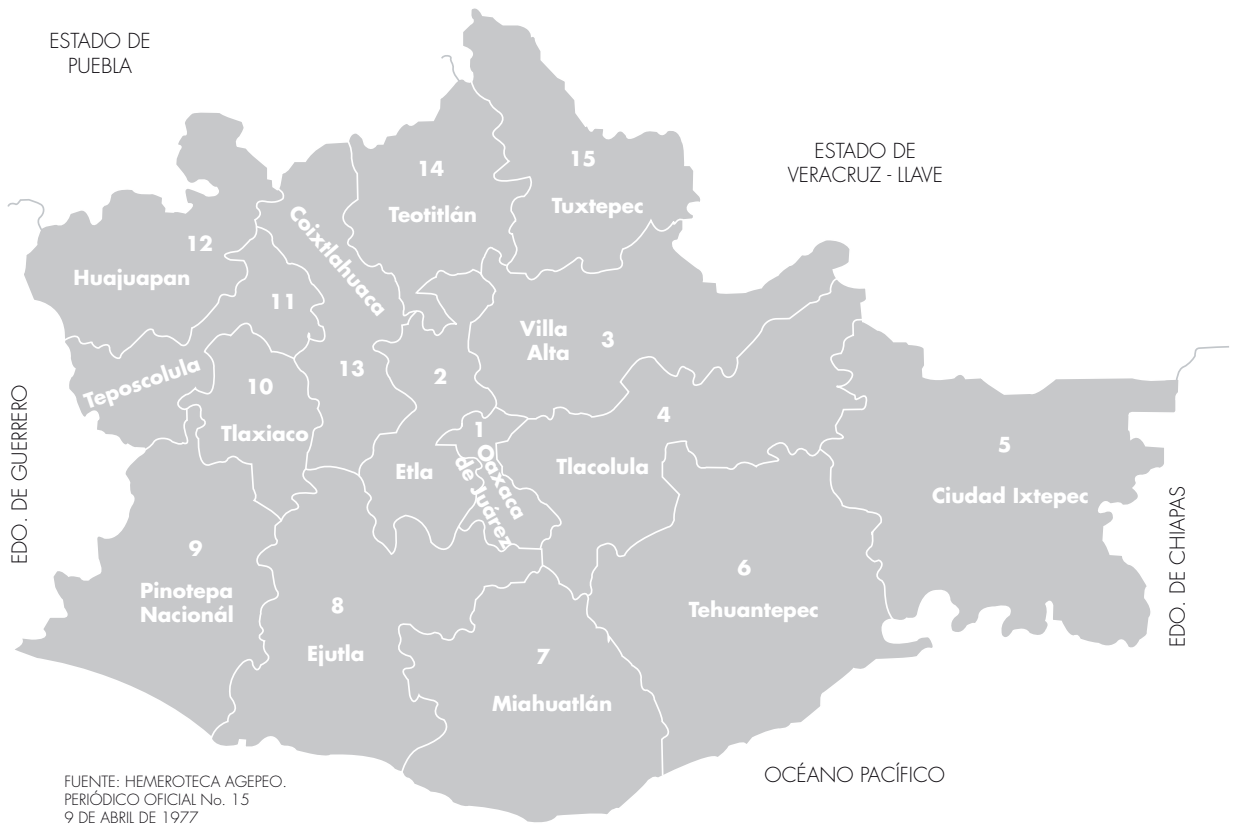 ESTADO DE
PUEBLA
ESTADO DE
VERACRUZ - LLAVE
EDO. DE GUERRERO
EDO. DE CHIAPAS
OCÉANO PACÍFICO
14
Teotitlán
15
Tuxtepec
12
Huajuapan
Coixtlahuaca
11
13
Teposcolula
10
Tlaxiaco
2
Etla
1
Oaxaca
de Juárez
Villa
Alta
3
4
Tlacolula
5
Ciudad Ixtepec
6
Tehuantepec
7
Miahuatlán
8
Ejutla
9
Pinotepa
Nacionál
FUENTE: HEMEROTECA AGEPEO.
PERIÓDICO OFICIAL No. 15
9 DE ABRIL DE 1977